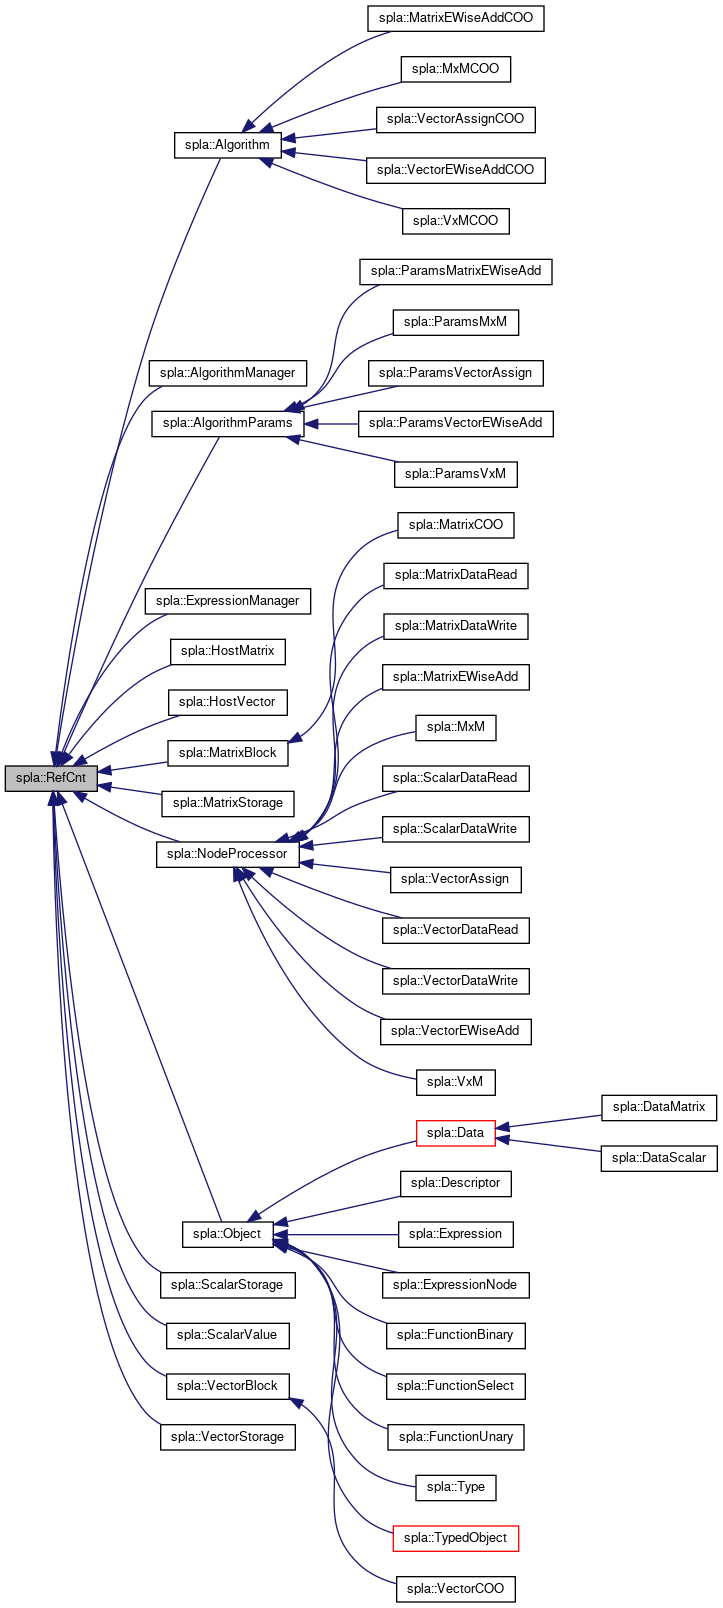 spla::MatrixEWiseAddCOO
spla::MxMCOO
spla::VectorAssignCOO
spla::Algorithm
spla::VectorEWiseAddCOO
spla::VxMCOO
spla::ParamsMatrixEWiseAdd
spla::ParamsMxM
spla::AlgorithmManager
spla::ParamsVectorAssign
spla::AlgorithmParams
spla::ParamsVectorEWiseAdd
spla::ParamsVxM
spla::MatrixCOO
spla::MatrixDataRead
spla::ExpressionManager
spla::MatrixDataWrite
spla::HostMatrix
spla::MatrixEWiseAdd
spla::HostVector
spla::MxM
spla::MatrixBlock
spla::RefCnt
spla::ScalarDataRead
spla::MatrixStorage
spla::ScalarDataWrite
spla::NodeProcessor
spla::VectorAssign
spla::VectorDataRead
spla::VectorDataWrite
spla::VectorEWiseAdd
spla::VxM
spla::DataMatrix
spla::Data
spla::DataScalar
spla::Descriptor
spla::Object
spla::Expression
spla::ScalarStorage
spla::ExpressionNode
spla::ScalarValue
spla::FunctionBinary
spla::VectorBlock
spla::FunctionSelect
spla::VectorStorage
spla::FunctionUnary
spla::Type
spla::TypedObject
spla::VectorCOO